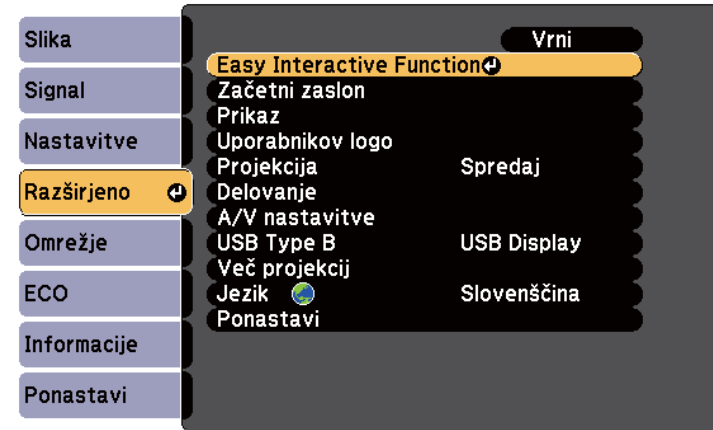 Slika
Signal
Nastavitve
Razširjeno
Omrežje
ECO
Informacije
Ponastavi
Vrni
Easy Interactive Function
Začetni zaslon
Prikaz
Uporabnikov logo
Projekcija Spredaj
Delovanje
A/V nastavitve
USB Type B USB Display
Več projekcij
Jezik Slovenščina
Ponastavi